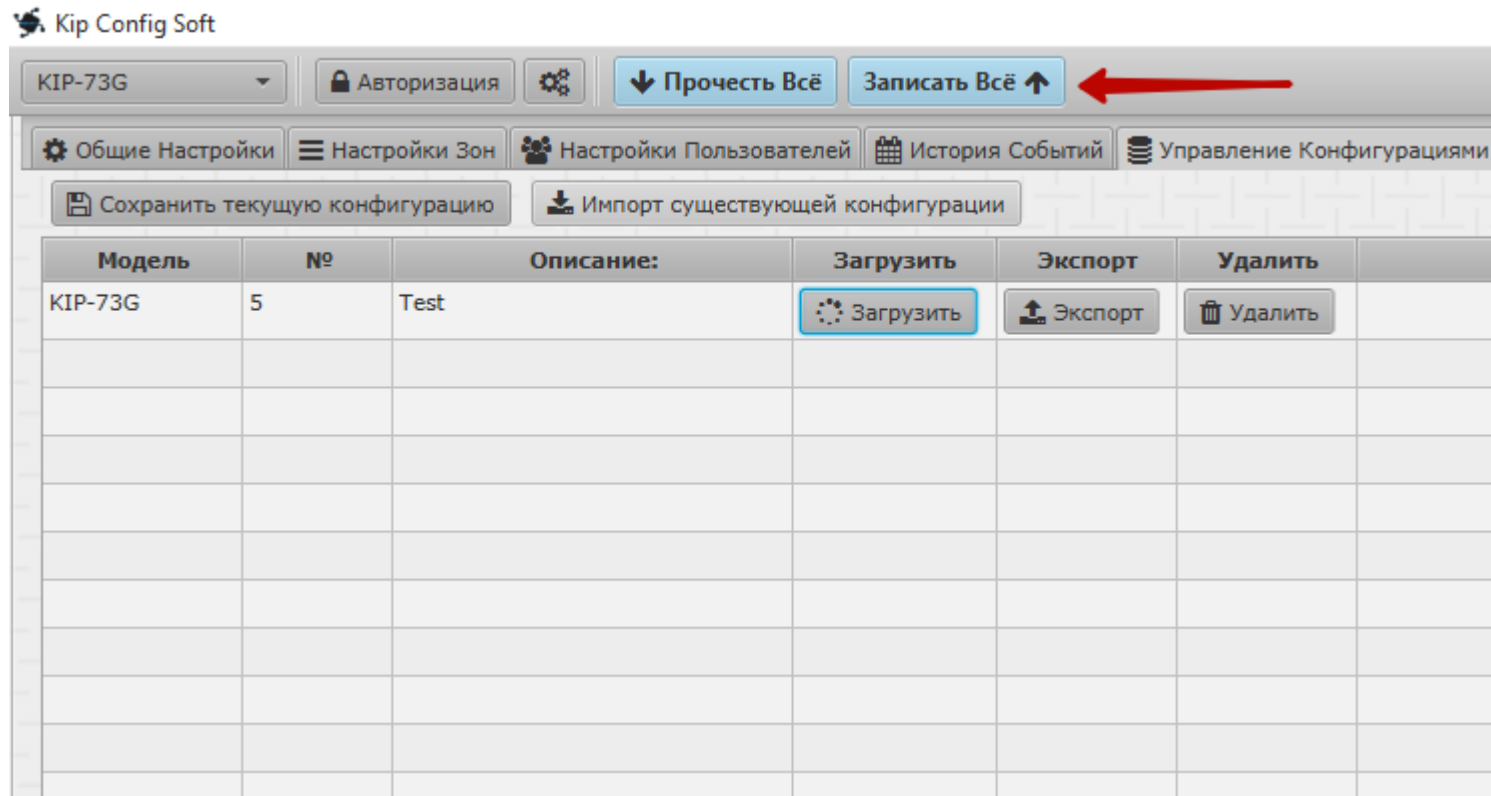 Kip Config Soft
KIP-73G Авторизация Прочесть Всё Записать Всё
Общие Настройки Настройки Зон Настройки Пользователей История Событий Управление Конфигурациями
Сохранить текущую конфигурацию Импорт существующей конфигурации
Модель № Описание: Загрузить Экспорт Удалить
KIP-73G 5 Test Загрузить Экспорт Удалить